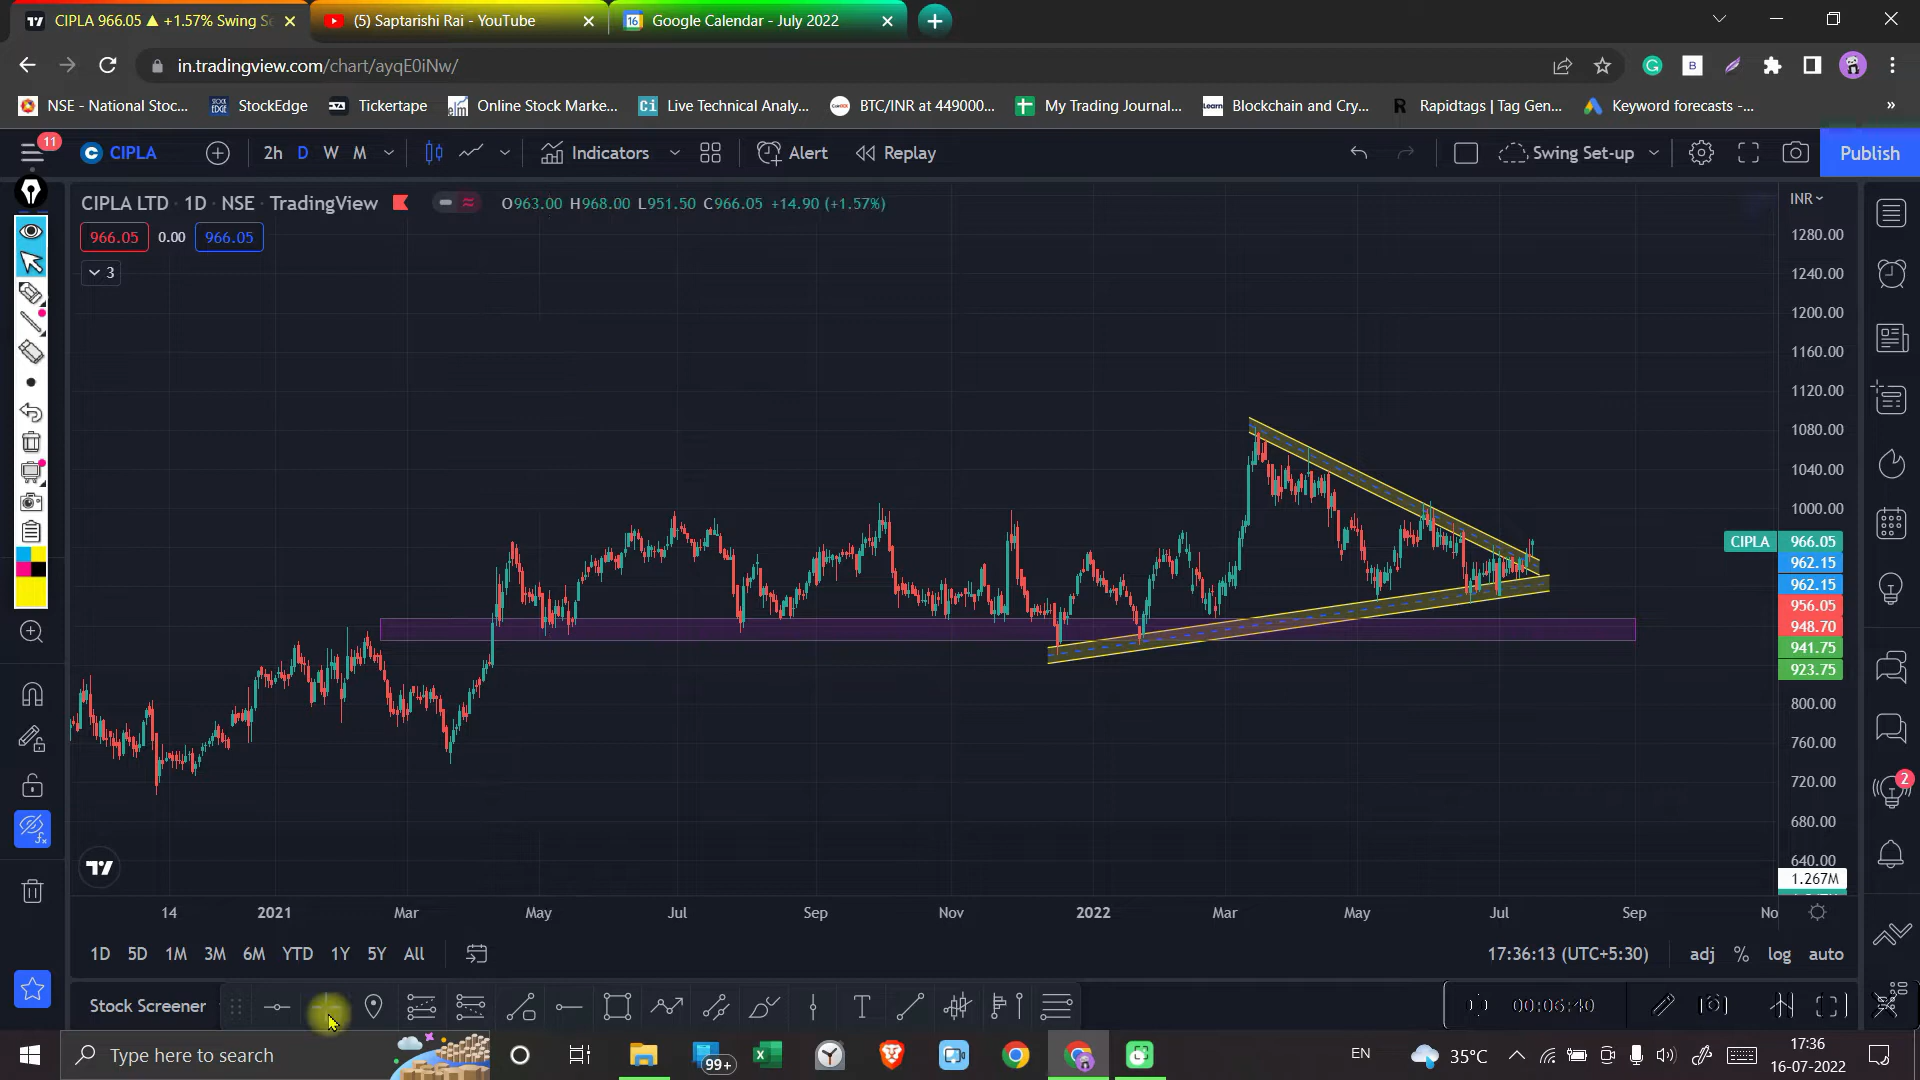 CIPLA 966.05 ▲ +1.57% Swing Se
(5) Saptarishi Rai - YouTube
16
Google Calendar - July 2022
in.tradingview.com/chart/ayqE0iNw/
NSE - National Stoc...
StockEdge
Tickertape
Online Stock Marke...
Live Technical Analy...
BTC/INR at 449000...
My Trading Journal...
Blockchain and Cry...
Rapidtags | Tag Gen...
Keyword forecasts -...
»
11
CIPLA
2h
D
W
M
Indicators
Alert
Replay
Swing Set-up
Publish
CIPLA LTD · 1D · NSE · TradingView
O963.00 H968.00 L951.50 C966.05 +14.90 (+1.57%)
INR
966.05
0.00
966.05
3
1280.00
1240.00
1200.00
1160.00
1120.00
1080.00
1040.00
1000.00
CIPLA
966.05
962.15
962.15
956.05
948.70
941.75
923.75
800.00
760.00
720.00
680.00
640.00
1.267M
2
14
2021
Mar
May
Jul
Sep
Nov
2022
Mar
May
Jul
Sep
No
1D
5D
1M
3M
6M
YTD
1Y
5Y
All
17:36:13 (UTC+5:30)
adj
%
log
auto
Stock Screener
T
00:06:40
Type here to search
99+
EN
35°C
17:36
16-07-2022